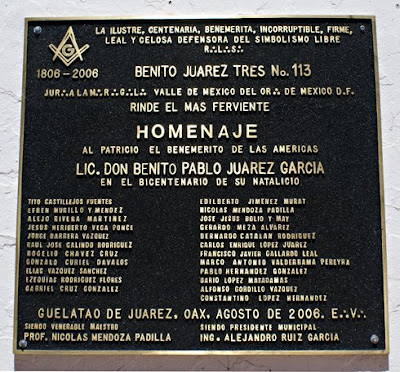 LA ILUSTRE, CENTENARIA, BENEMERITA, INCORRUPTIBLE, FIRME,
LEAL Y CELOSA DEFENSORA DEL SIMBOLISMO LIBRE
R∴L∴S∴
G
1806-2006
BENITO JUAREZ TRES No. 113
JUR∴ A LA M∴R∴G∴L∴ VALLE DE MEXICO DEL OR∴ DE MEXICO D.F.
RINDE EL MAS FERVIENTE
HOMENAJE
AL PATRICIO EL BENEMERITO DE LAS AMERICAS
LIC. DON BENITO PABLO JUAREZ GARCIA
EN EL BICENTENARIO DE SU NATALICIO
TITO CASTILLEJOS FUENTES
EFREN MURILLO Y MENDEZ
ALEJO RIVERA MARTINEZ
JESUS HERIBERTO VEGA PONCE
JORGE BARRERA VAZQUEZ
RAUL JOSE GALINDO RODRIGUEZ
ROGELIO CHAVEZ CRUZ
GONZALO CURIEL DAVALOS
ELIAS VAZQUEZ SANCHEZ
EZEQUIAS RODRIGUEZ FLORES
GABRIEL CRUZ GONZALEZ
EDILBERTO JIMENEZ MURAT
NICOLAS MENDOZA PADILLA
JOSE JESUS BOLIO Y MAY
GERARDO MEZA ALVAREZ
BERNARDO CATALAN RODRIGUEZ
CARLOS ENRIQUE LOPEZ JUAREZ
FRANCISCO JAVIER GALLARDO LEAL
MARCO ANTONIO VALDERRAMA PEREYRA
PABLO HERNANDEZ GONZALEZ
DARIO LOPEZ MATADAMAS
ALFONSO GORDILLO VAZQUEZ
CONSTANTINO LOPEZ HERNANDEZ
GUELATAO DE JUAREZ, OAX. AGOSTO DE 2006. E∴V∴
SIENDO VENERABLE MAESTRO
PROF. NICOLAS MENDOZA PADILLA
SIENDO PRESIDENTE MUNICIPAL
ING. ALEJANDRO RUIZ GARCIA